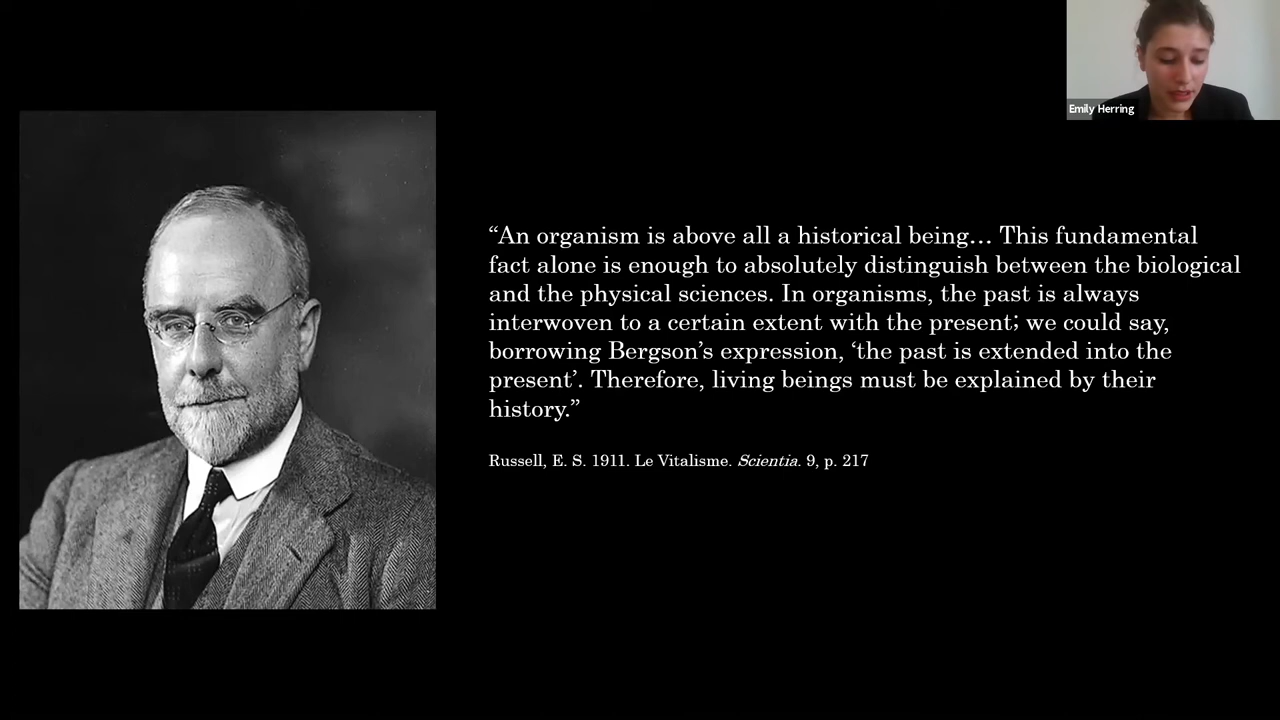 Emily Herring
“An organism is above all a historical being… This fundamental
fact alone is enough to absolutely distinguish between the biological
and the physical sciences. In organisms, the past is always
interwoven to a certain extent with the present; we could say,
borrowing Bergson’s expression, ‘the past is extended into the
present’. Therefore, living beings must be explained by their
history.”
Russell, E. S. 1911. Le Vitalisme. Scientia. 9, p. 217